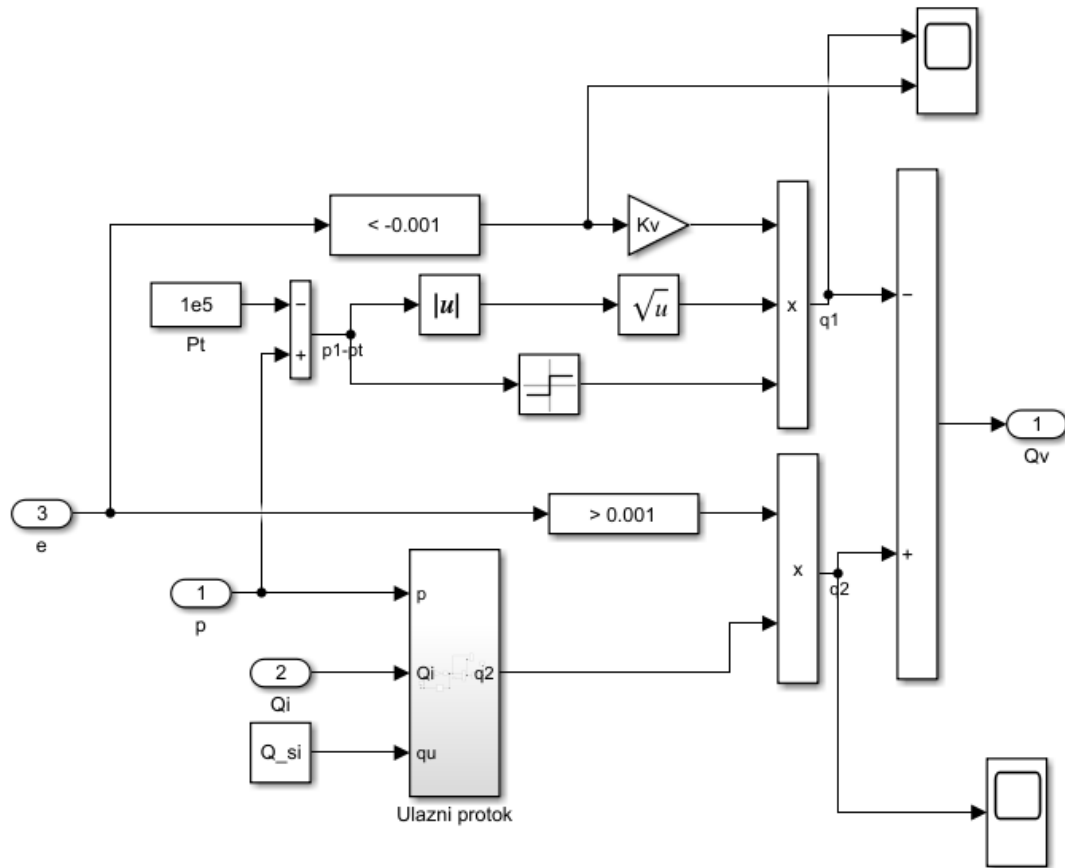 < -0.001
Kv
1e5
Pt
−
+
p1-pt
|u|
√u
x
q1
−
+
1
Qv
3
e
> 0.001
x
q2
1
p
2
Qi
Q_si
p
Qi
q2
qu
Ulazni protok